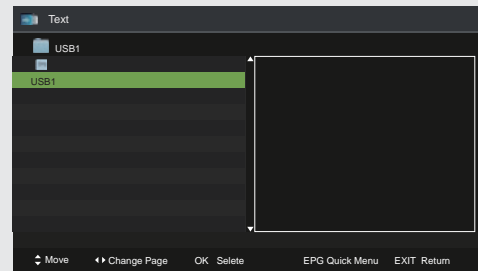 Text
USB1
USB1
Move Change Page OK Selete EPG Quick Menu EXIT Return